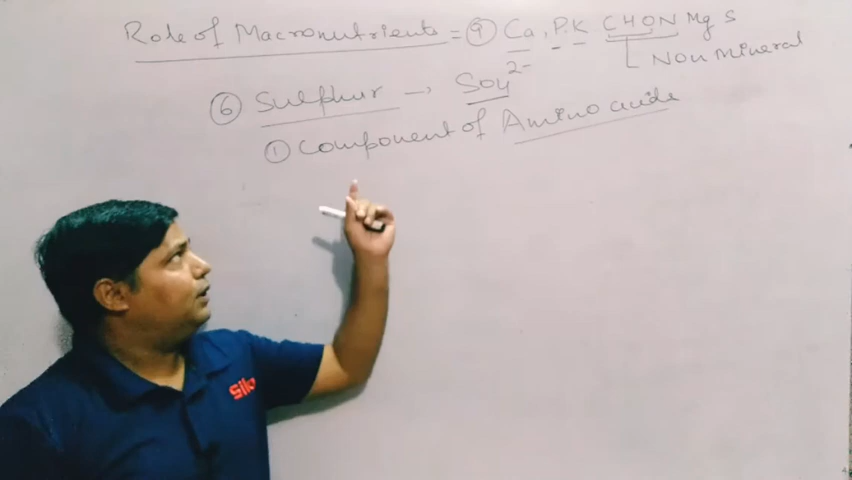 Role of Macronutrients = ⑨ Ca, P.K CHON Mg S
Non Mineral
⑥ Sulphur → SO4 2-
① Component of Amino acids